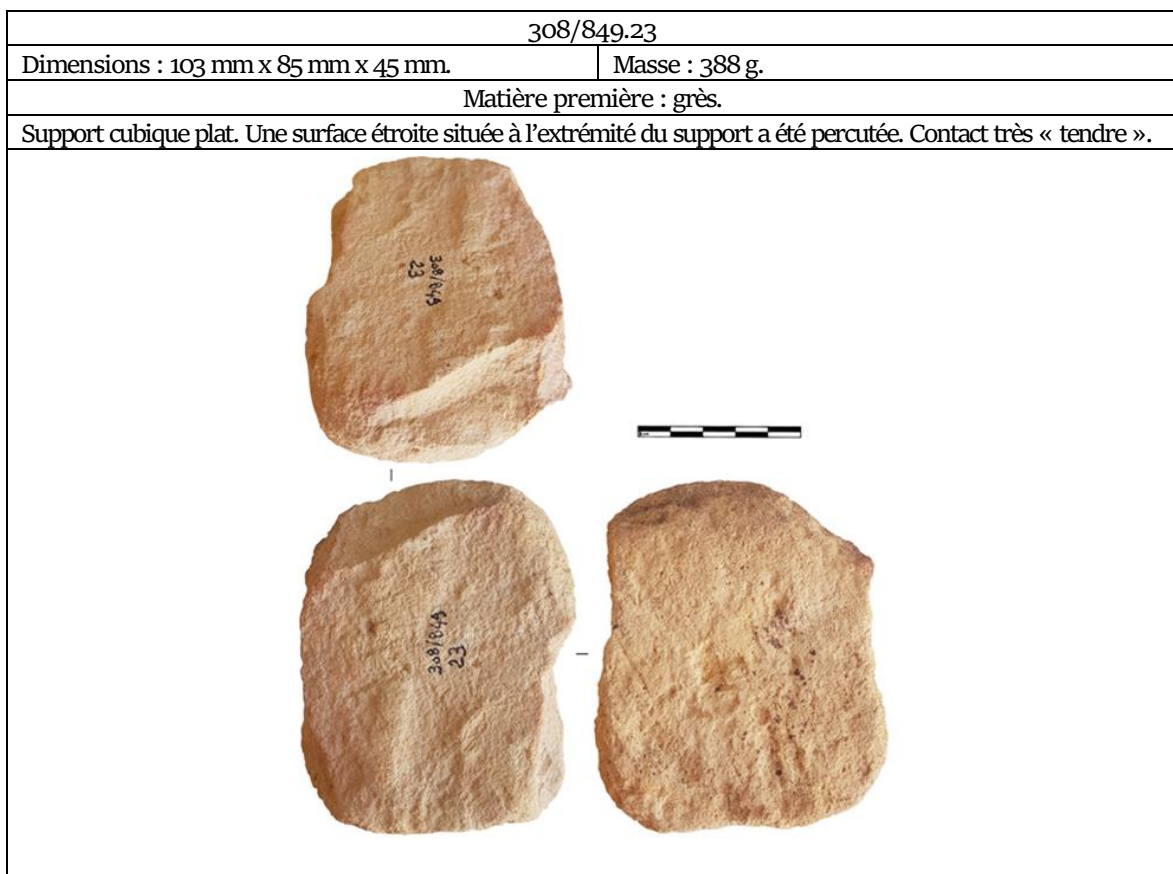 308/849.23
Dimensions : 103 mm x 85 mm x 45 mm.
Masse : 388 g.
Matière première : grès.
Support cubique plat. Une surface étroite située à l’extrémité du support a été percutée. Contact très « tendre ».
308/849
23
308/849
23